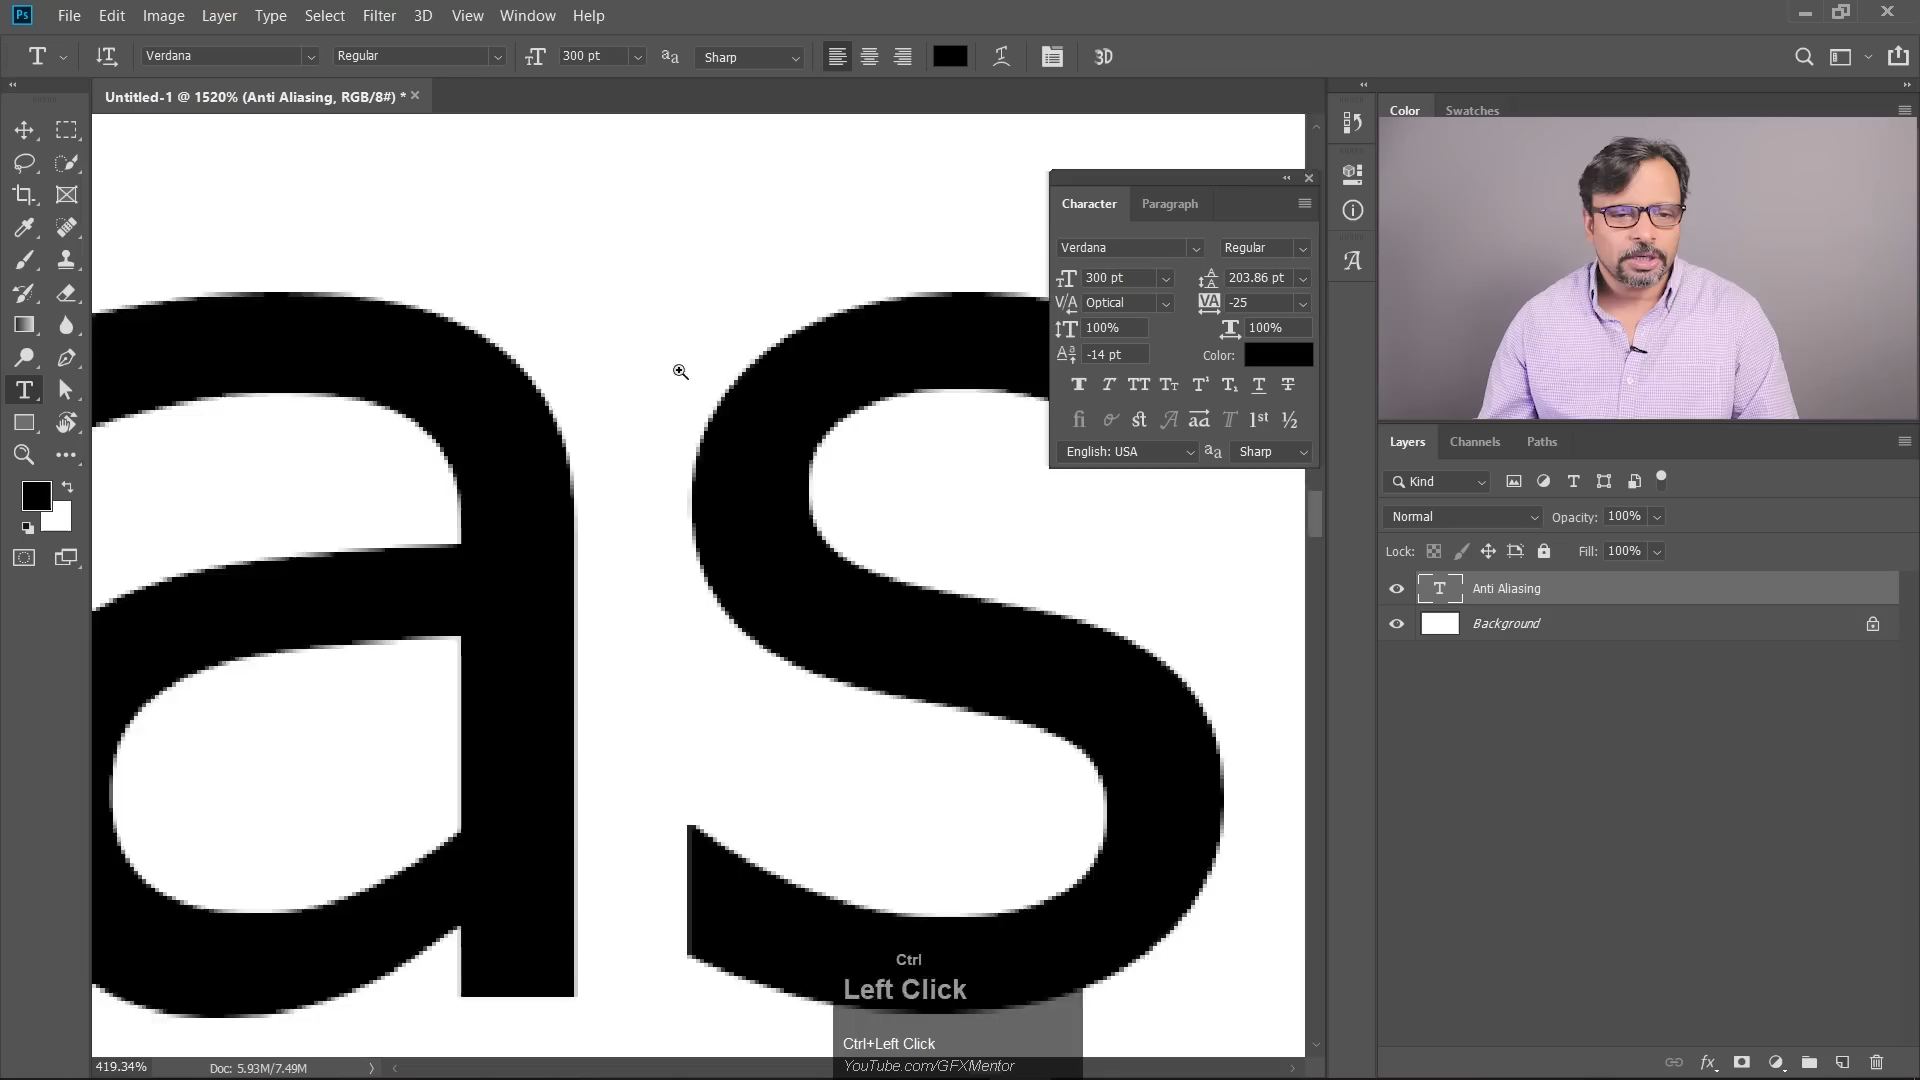 Ps File Edit Image Layer Type Select Filter 3D View Window Help
Verdana Regular 300 pt Sharp 3D
Untitled-1 @ 1520% (Anti Aliasing, RGB/8#) *
Color Swatches
Character Paragraph
Verdana Regular
300 pt 203.86 pt
Optical -25
100% 100%
-14 pt Color:
English: USA Sharp
as
Layers Channels Paths
Kind
Normal Opacity: 100%
Lock: Fill: 100%
Anti Aliasing
Background
Ctrl
Left Click
Ctrl+Left Click
YouTube.com/GFXMentor
419.34% Doc: 5.93M/7.49M